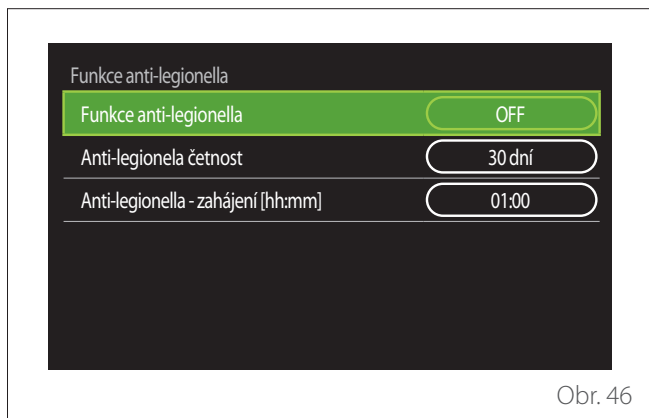 Funkce anti-legionella
Funkce anti-legionella OFF
Anti-legionela četnost 30 dní
Anti-legionella - zahájení [hh:mm] 01:00
Obr. 46